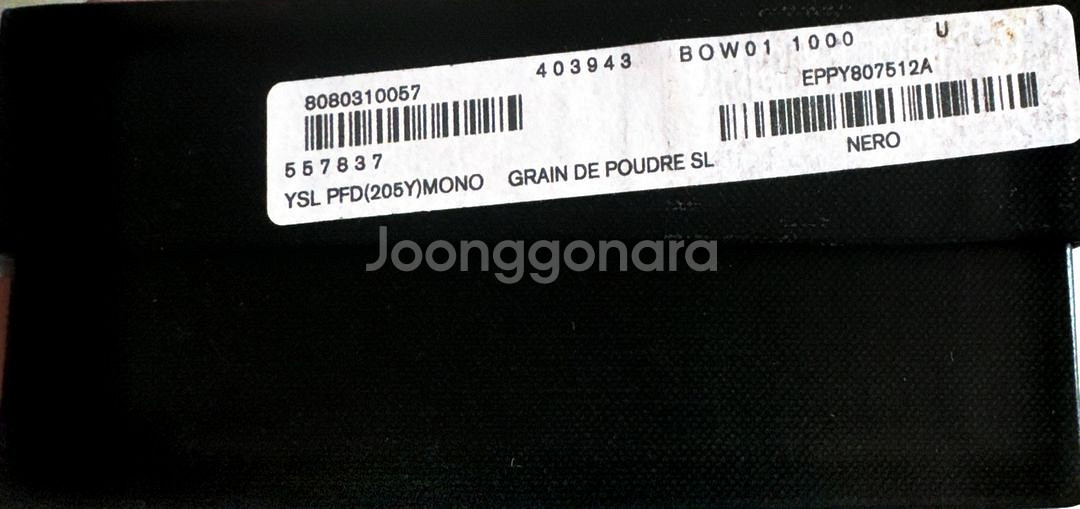 403943 BOW01 1000 U
8080310057 EPPY807512A
557837 NERO
YSL PFD(205Y)MONO GRAIN DE POUDRE SL
Joonggonara